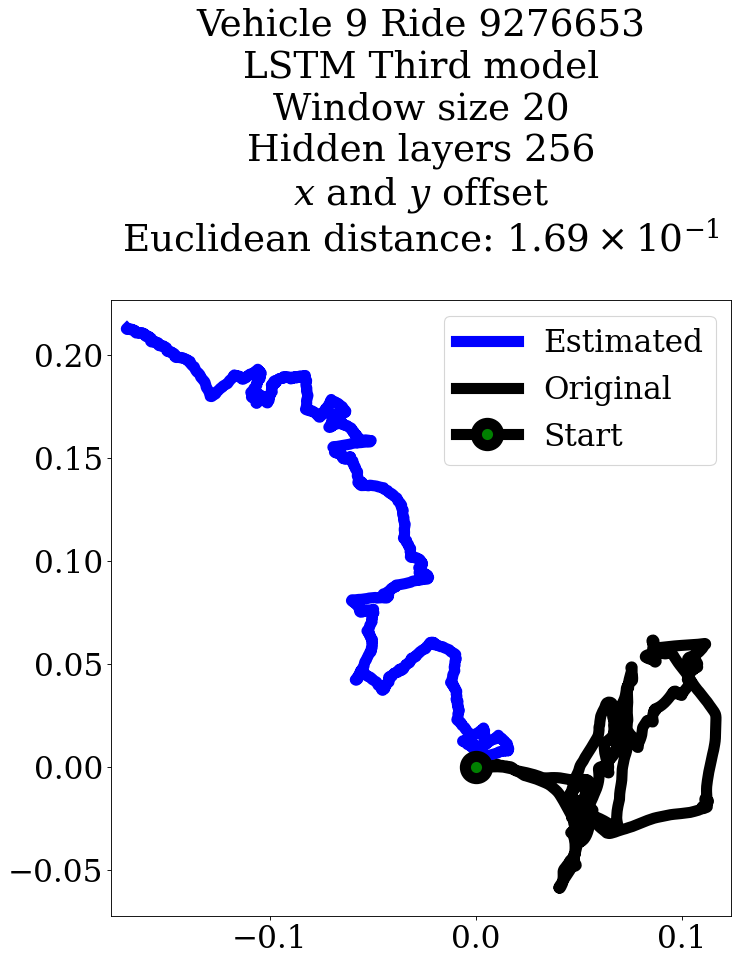 Vehicle 9 Ride 9276653
LSTM Third model
Window size 20
Hidden layers 256
x and y offset
Euclidean distance: 1.69 × 10⁻¹
Estimated
Original
Start
0.20
0.15
0.10
0.05
0.00
−0.05
−0.1
0.0
0.1